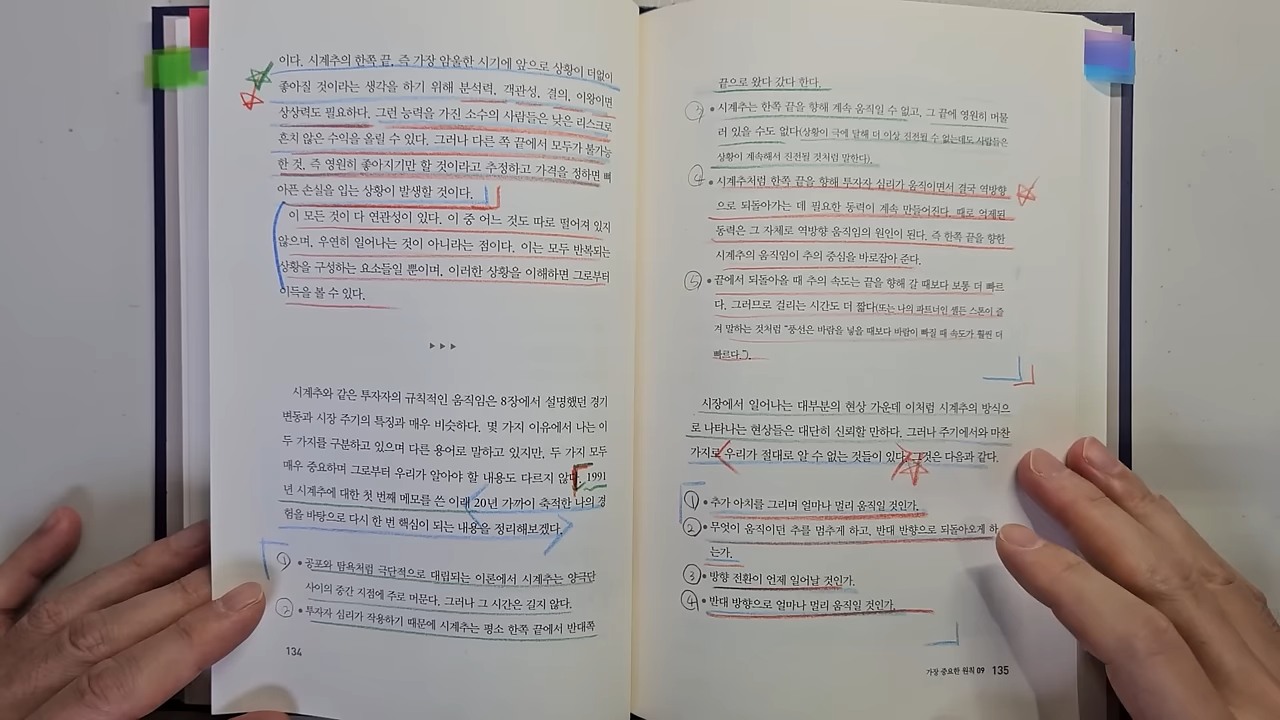 이다. 시계추의 한쪽 끝, 즉 가장 암울한 시기에 앞으로 상황이 더없이
좋아질 것이라는 생각을 하기 위해 분석력, 객관성, 결의, 이왕이면
상상력도 필요하다. 그런 능력을 가진 소수의 사람들은 낮은 리스크로
흔치 않은 수익을 올릴 수 있다. 그러나 다른 쪽 끝에서 모두가 불가능
한 것, 즉 영원히 좋아지기만 할 것이라고 추정하고 가격을 정하면 뼈
아픈 손실을 입는 상황이 발생할 것이다.
이 모든 것이 다 연관성이 있다. 이 중 어느 것도 따로 떨어져 있지
않으며, 우연히 일어나는 것이 아니라는 점이다. 이는 모두 반복되는
상황을 구성하는 요소들일 뿐이며, 이러한 상황을 이해하면 그로부터
이득을 볼 수 있다.
▶▶▶
시계추와 같은 투자자의 규칙적인 움직임은 8장에서 설명했던 경기
변동과 시장 주기의 특징과 매우 비슷하다. 몇 가지 이유에서 나는 이
두 가지를 구분하고 있으며 다른 용어로 말하고 있지만, 두 가지 모두
매우 중요하며 그로부터 우리가 알아야 할 내용도 다르지 않다. 1991
년 시계추에 대한 첫 번째 메모를 쓴 이래 20년 가까이 축적한 나의 경
험을 바탕으로 다시 한 번 핵심이 되는 내용을 정리해보겠다.
① • 공포와 탐욕처럼 극단적으로 대립되는 이론에서 시계추는 양극단
사이의 중간 지점에 주로 머문다. 그러나 그 시간은 길지 않다.
② • 투자자 심리가 작용하기 때문에 시계추는 평소 한쪽 끝에서 반대쪽
134
끝으로 왔다 갔다 한다.
③ • 시계추는 한쪽 끝을 향해 계속 움직일 수 없고, 그 끝에 영원히 머물
러 있을 수도 없다(상황이 극에 달해 더 이상 진전될 수 없는데도 사람들은
상황이 계속해서 진전될 것처럼 말한다).
④ • 시계추처럼 한쪽 끝을 향해 투자자 심리가 움직이면서 결국 역방향
으로 되돌아가는 데 필요한 동력이 계속 만들어진다. 때로 억제된
동력은 그 자체로 역방향 움직임의 원인이 된다. 즉 한쪽 끝을 향한
시계추의 움직임이 추의 중심을 바로잡아 준다.
⑤ • 끝에서 되돌아올 때 추의 속도는 끝을 향해 갈 때보다 보통 더 빠르
다. 그러므로 걸리는 시간도 더 짧다(또는 나의 파트너인 셸든 스톤이 즐
겨 말하는 것처럼 “풍선은 바람을 넣을 때보다 바람이 빠질 때 속도가 훨씬 더
빠르다.”).
시장에서 일어나는 대부분의 현상 가운데 이처럼 시계추의 방식으
로 나타나는 현상들은 대단히 신뢰할 만하다. 그러나 주기에서와 마찬
가지로 우리가 절대로 알 수 없는 것들이 있다. 그것은 다음과 같다.
① • 추가 아치를 그리며 얼마나 멀리 움직일 것인가.
② • 무엇이 움직이던 추를 멈추게 하고, 반대 방향으로 되돌아오게 하
는가.
③ • 방향 전환이 언제 일어날 것인가.
④ • 반대 방향으로 얼마나 멀리 움직일 것인가.
가장 중요한 원칙 09 135